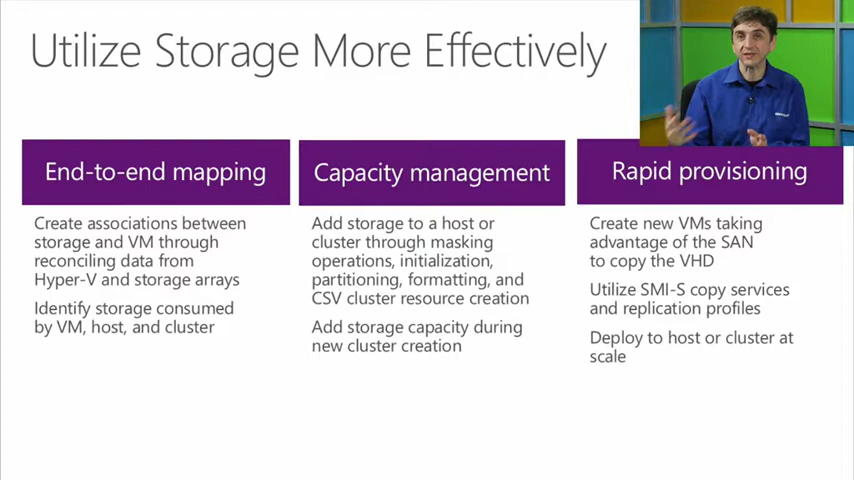 Utilize Storage More Effectively
End-to-end mapping
Create associations between
storage and VM through
reconciling data from
Hyper-V and storage arrays
Identify storage consumed
by VM, host, and cluster
Capacity management
Add storage to a host or
cluster through masking
operations, initialization,
partitioning, formatting, and
CSV cluster resource creation
Add storage capacity during
new cluster creation
Rapid provisioning
Create new VMs taking
advantage of the SAN
to copy the VHD
Utilize SMI-S copy services
and replication profiles
Deploy to host or cluster at
scale